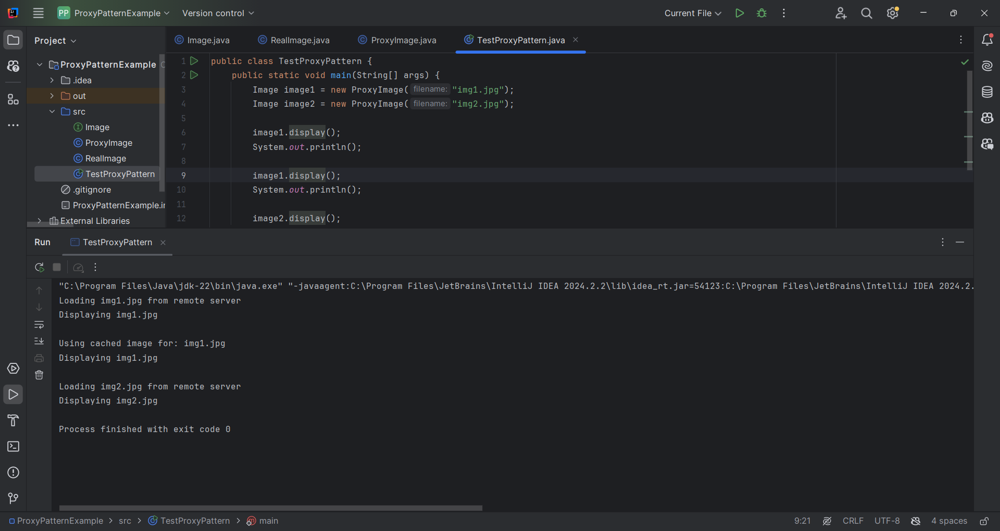 PP ProxyPatternExample Version control Current File
Project
Image.java RealImage.java ProxyImage.java TestProxyPattern.java
ProxyPatternExample
.idea
out
src
Image
ProxyImage
RealImage
TestProxyPattern
.gitignore
ProxyPatternExample.i
External Libraries
1 public class TestProxyPattern {
2 public static void main(String[] args) {
3 Image image1 = new ProxyImage( filename: "img1.jpg");
4 Image image2 = new ProxyImage( filename: "img2.jpg");
5
6 image1.display();
7 System.out.println();
8
9 image1.display();
10 System.out.println();
11
12 image2.display();
Run TestProxyPattern
"C:\Program Files\Java\jdk-22\bin\java.exe" "-javaagent:C:\Program Files\JetBrains\IntelliJ IDEA 2024.2.2\lib\idea_rt.jar=54123:C:\Program Files\JetBrains\IntelliJ IDEA 2024.2.
Loading img1.jpg from remote server
Displaying img1.jpg
Using cached image for: img1.jpg
Displaying img1.jpg
Loading img2.jpg from remote server
Displaying img2.jpg
Process finished with exit code 0
ProxyPatternExample > src > TestProxyPattern > main 9:21 CRLF UTF-8 4 spaces